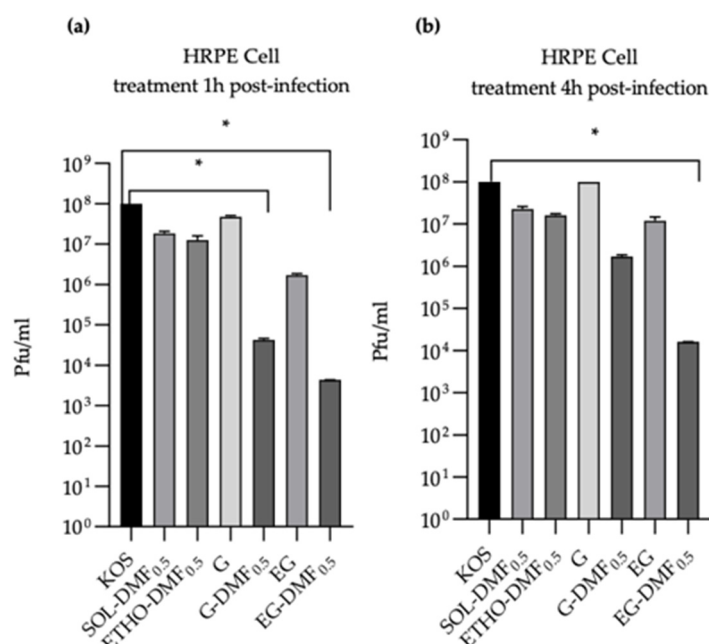 (a)
HRPE Cell
treatment 1h post-infection
*
*
10⁹
10⁸
10⁷
10⁶
10⁵
10⁴
10³
10²
10¹
10⁰
Pfu/ml
KOS
SOL-DMF₀.₅
ETHO-DMF₀.₅
G
G-DMF₀.₅
EG
EG-DMF₀.₅
(b)
HRPE Cell
treatment 4h post-infection
*
10⁹
10⁸
10⁷
10⁶
10⁵
10⁴
10³
10²
10¹
10⁰
Pfu/ml
KOS
SOL-DMF₀.₅
ETHO-DMF₀.₅
G
G-DMF₀.₅
EG
EG-DMF₀.₅